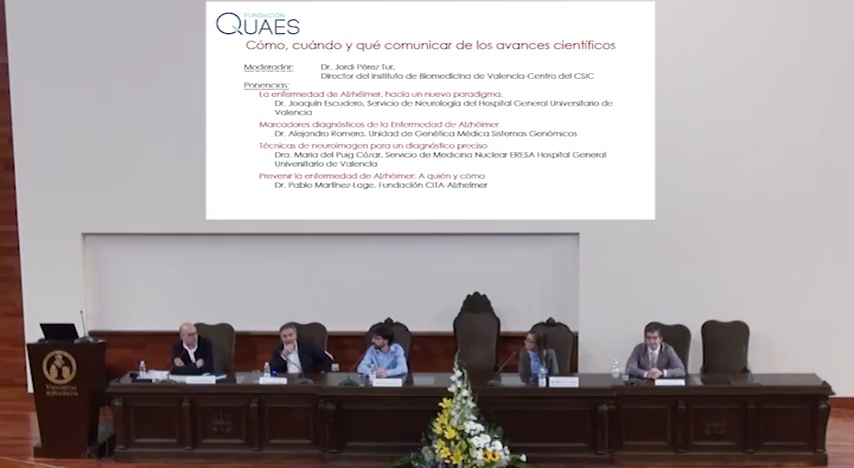 FUNDACIÓN
QUAES
Cómo, cuándo y qué comunicar de los avances científicos
Moderador: Dr. Jordi Pérez Tur,
Director del Instituto de Biomedicina de Valencia-Centro del CSIC
Ponencias:
La enfermedad de Alzhéimer, hacia un nuevo paradigma.
Dr. Joaquín Escudero, Servicio de Neurología del Hospital General Universitario de
Valencia
Marcadores diagnósticos de la Enfermedad de Alzhéimer
Dr. Alejandro Romera, Unidad de Genética Médica Sistemas Genómicos
Técnicas de neuroimagen para un diagnóstico preciso
Dra. María del Puig Cózar, Servicio de Medicina Nuclear ERESA Hospital General
Universitario de Valencia
Prevenir la enfermedad de Alzhéimer: A quién y cómo
Dr. Pablo Martínez-Lage, Fundación CITA-Alzheimer